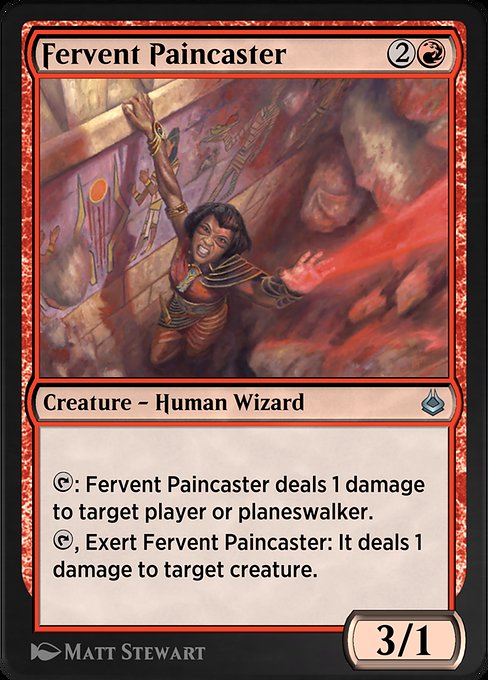 Fervent Paincaster 2
Creature – Human Wizard
: Fervent Paincaster deals 1 damage
to target player or planeswalker.
, Exert Fervent Paincaster: It deals 1
damage to target creature.
3/1
Matt Stewart